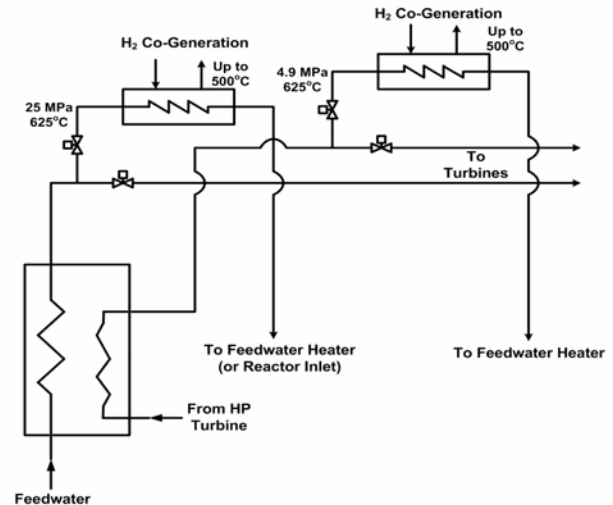 H₂ Co-Generation
Up to
500°C
25 MPa
625°C
H₂ Co-Generation
Up to
500°C
4.9 MPa
625°C
To
Turbines
To Feedwater Heater
(or Reactor Inlet)
To Feedwater Heater
From HP
Turbine
Feedwater